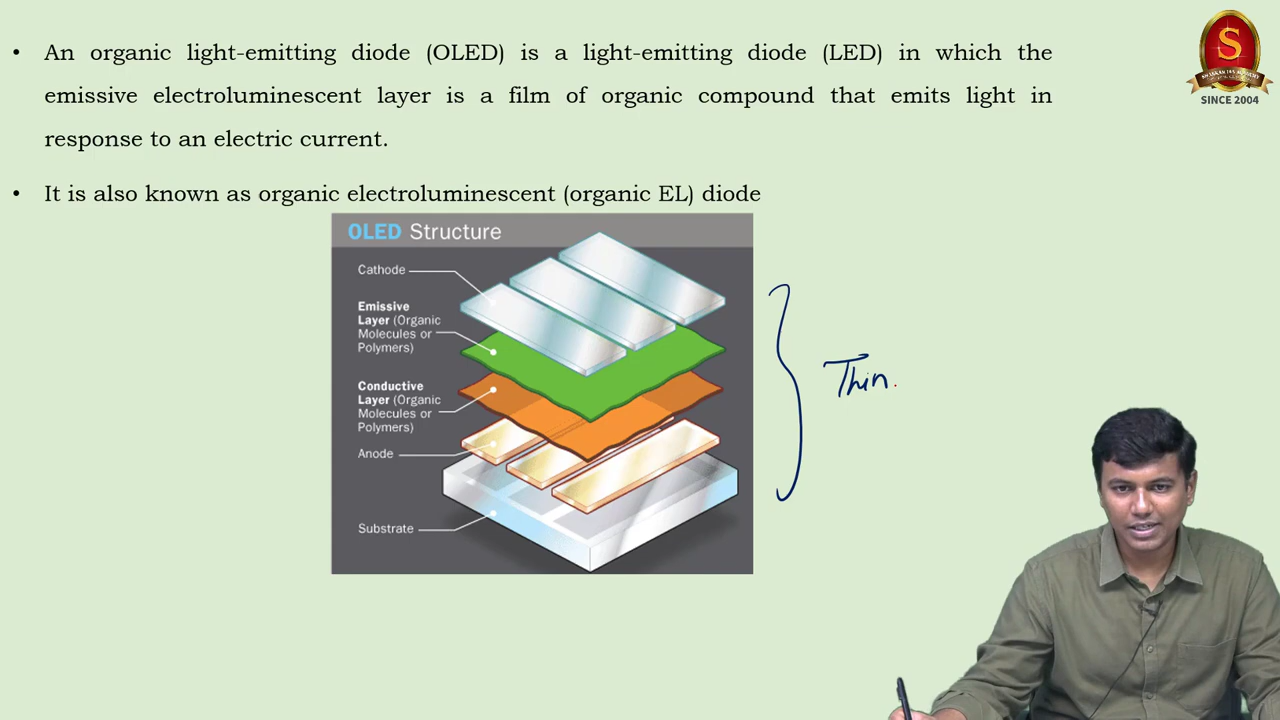 • An organic light-emitting diode (OLED) is a light-emitting diode (LED) in which the
emissive electroluminescent layer is a film of organic compound that emits light in
response to an electric current.
• It is also known as organic electroluminescent (organic EL) diode
OLED Structure
Cathode
Emissive
Layer (Organic
Molecules or
Polymers)
Conductive
Layer (Organic
Molecules or
Polymers)
Anode
Substrate
Thin.
S
SINCE 2004